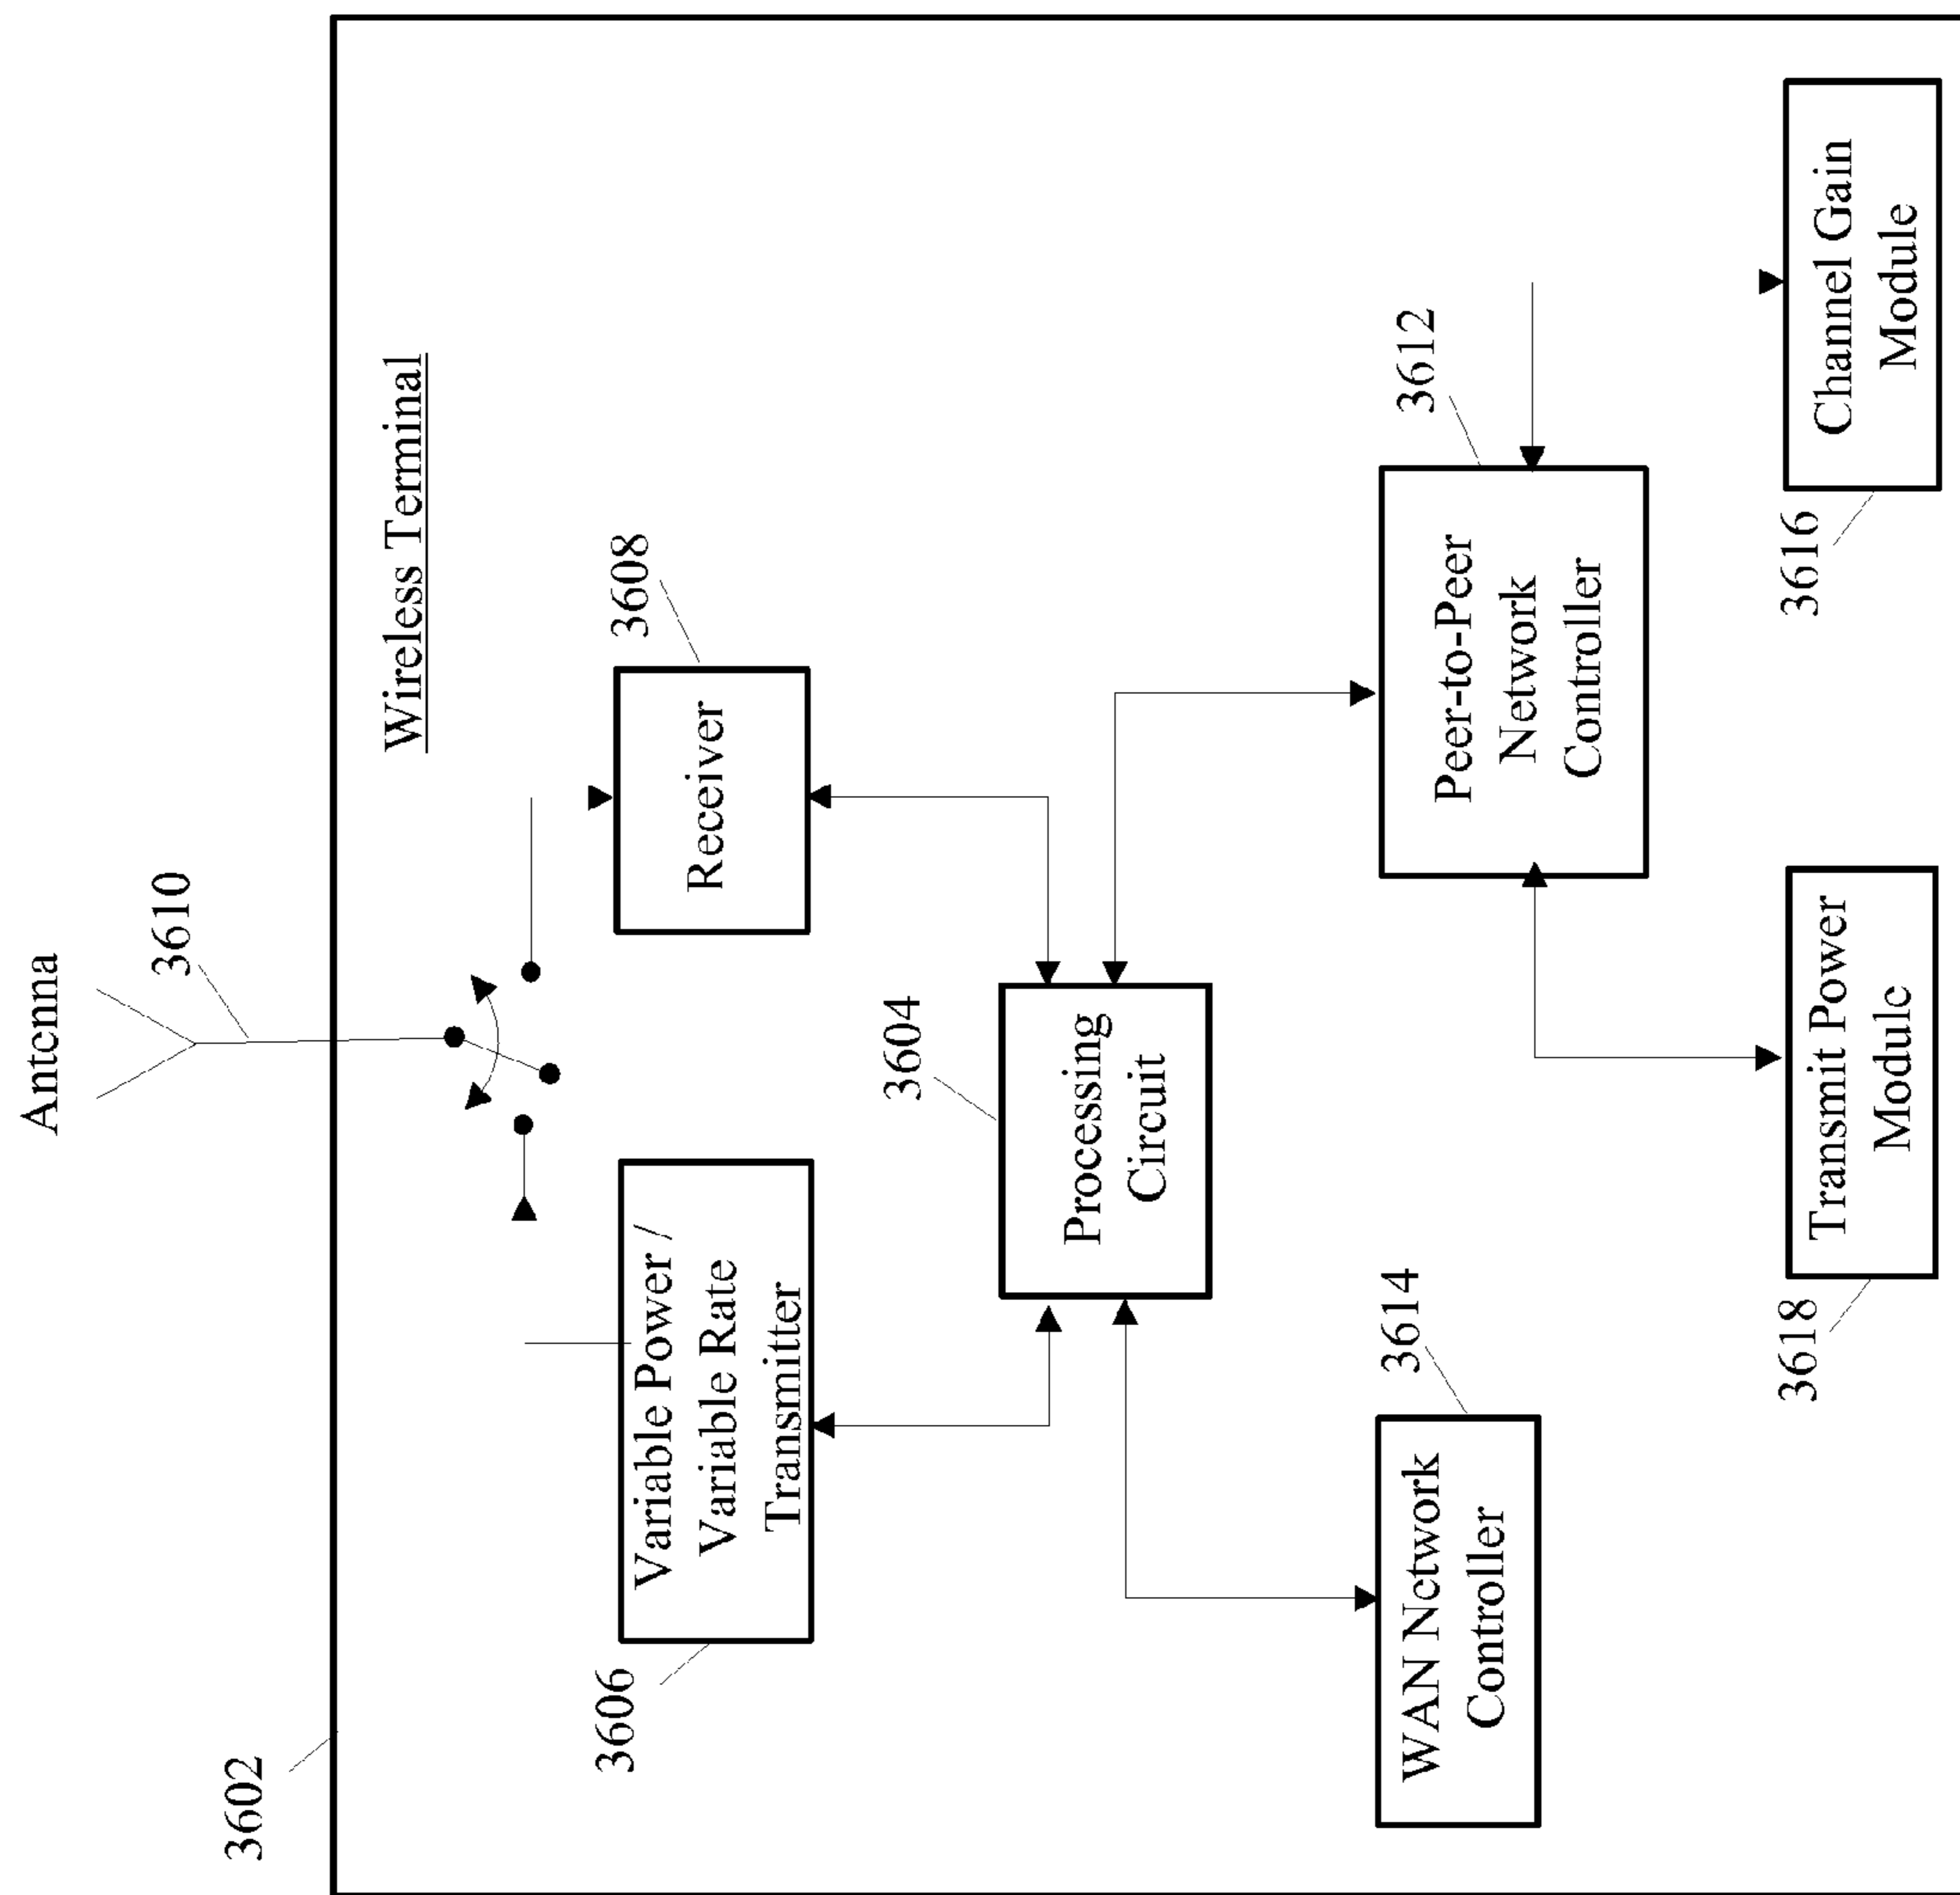 Antenna
3610
3602
Wireless Terminal
3606
Variable Power /
Variable Rate
Transmitter
3608
Receiver
3604
Processing
Circuit
3614
WAN Network
Controller
3612
Peer-to-Peer
Network
Controller
3618
Transmit Power
Module
3616
Channel Gain
Module